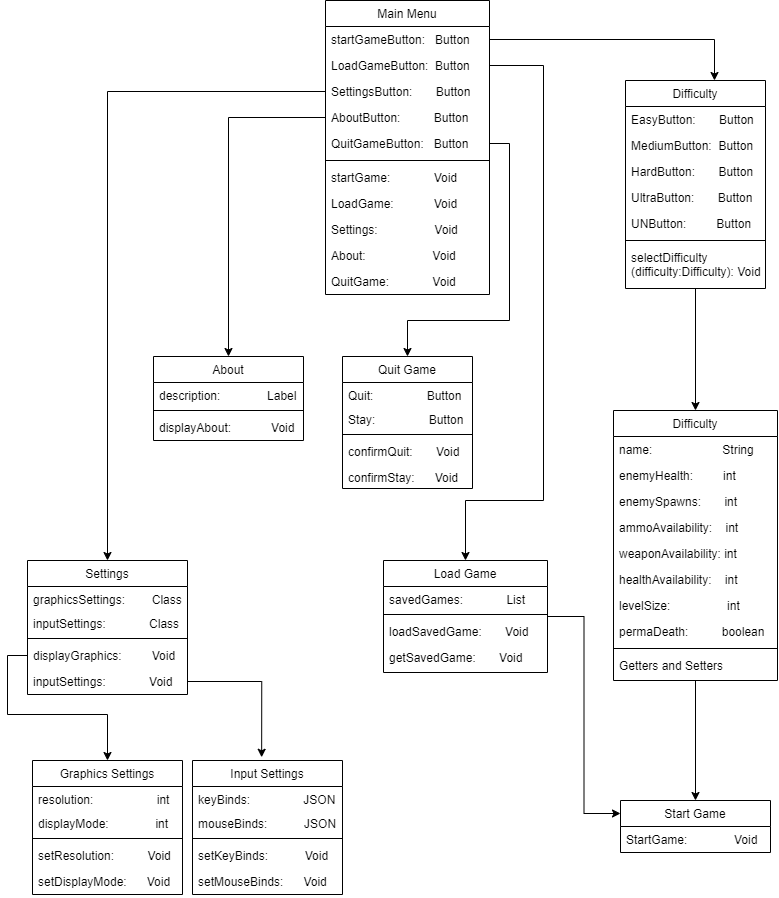 Main Menu
startGameButton: Button
LoadGameButton: Button
SettingsButton: Button
AboutButton: Button
QuitGameButton: Button
startGame: Void
LoadGame: Void
Settings: Void
About: Void
QuitGame: Void
Difficulty
EasyButton: Button
MediumButton: Button
HardButton: Button
UltraButton: Button
UNButton: Button
selectDifficulty
(difficulty:Difficulty): Void
About
description: Label
displayAbout: Void
Quit Game
Quit: Button
Stay: Button
confirmQuit: Void
confirmStay: Void
Difficulty
name: String
enemyHealth: int
enemySpawns: int
ammoAvailability: int
weaponAvailability: int
healthAvailability: int
levelSize: int
permaDeath: boolean
Getters and Setters
Settings
graphicsSettings: Class
inputSettings: Class
displayGraphics: Void
inputSettings: Void
Load Game
savedGames: List
loadSavedGame: Void
getSavedGame: Void
Graphics Settings
resolution: int
displayMode: int
setResolution: Void
setDisplayMode: Void
Input Settings
keyBinds: JSON
mouseBinds: JSON
setKeyBinds: Void
setMouseBinds: Void
Start Game
StartGame: Void